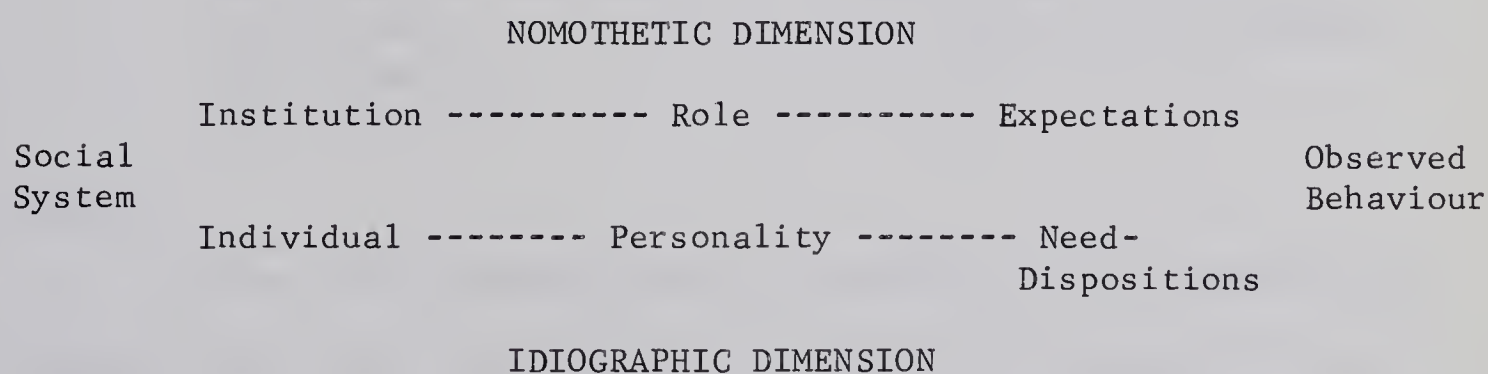 NOMOTHETIC DIMENSION
Institution ---------- Role ---------- Expectations
Social
System
Observed
Behaviour
Individual -------- Personality -------- Need-
Dispositions
IDIOGRAPHIC DIMENSION